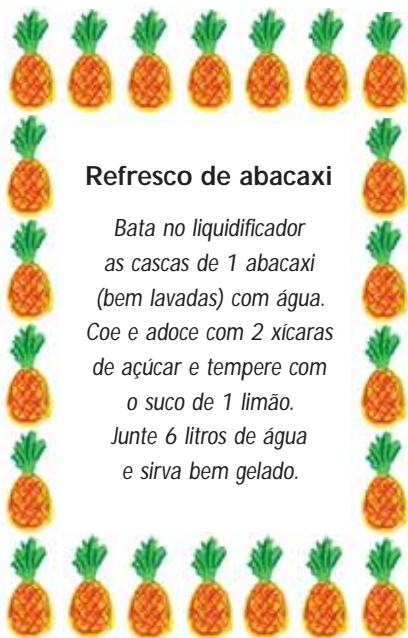 Refresco de abacaxi
Bata no liquidificador
as cascas de 1 abacaxi
(bem lavadas) com água.
Coe e adoce com 2 xícaras
de açúcar e tempere com
o suco de 1 limão.
Junte 6 litros de água
e sirva bem gelado.